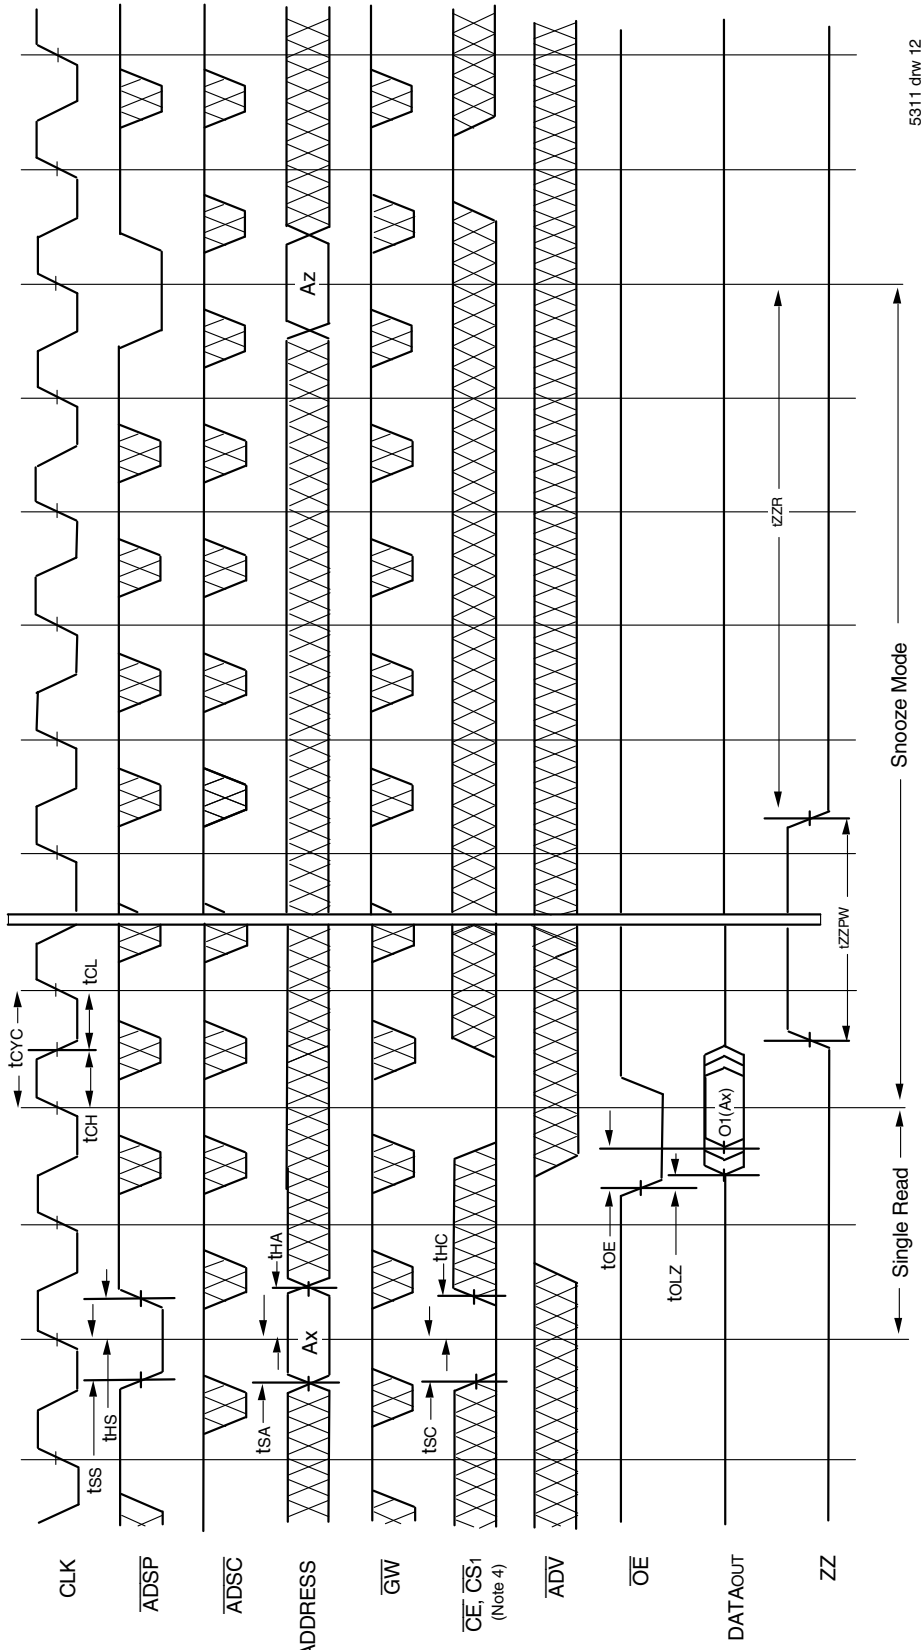 CLK
tCYC
tCH
tCL
tSS
tHS
ADSP
ADSC
ADDRESS
tSA
tHA
Ax
Az
GW
CE, CS1
(Note 4)
tSC
tHC
ADV
OE
tOE
tOLZ
DATAOUT
O1(Ax)
ZZ
tZZPW
tZZR
Single Read
Snooze Mode
5311 drw 12